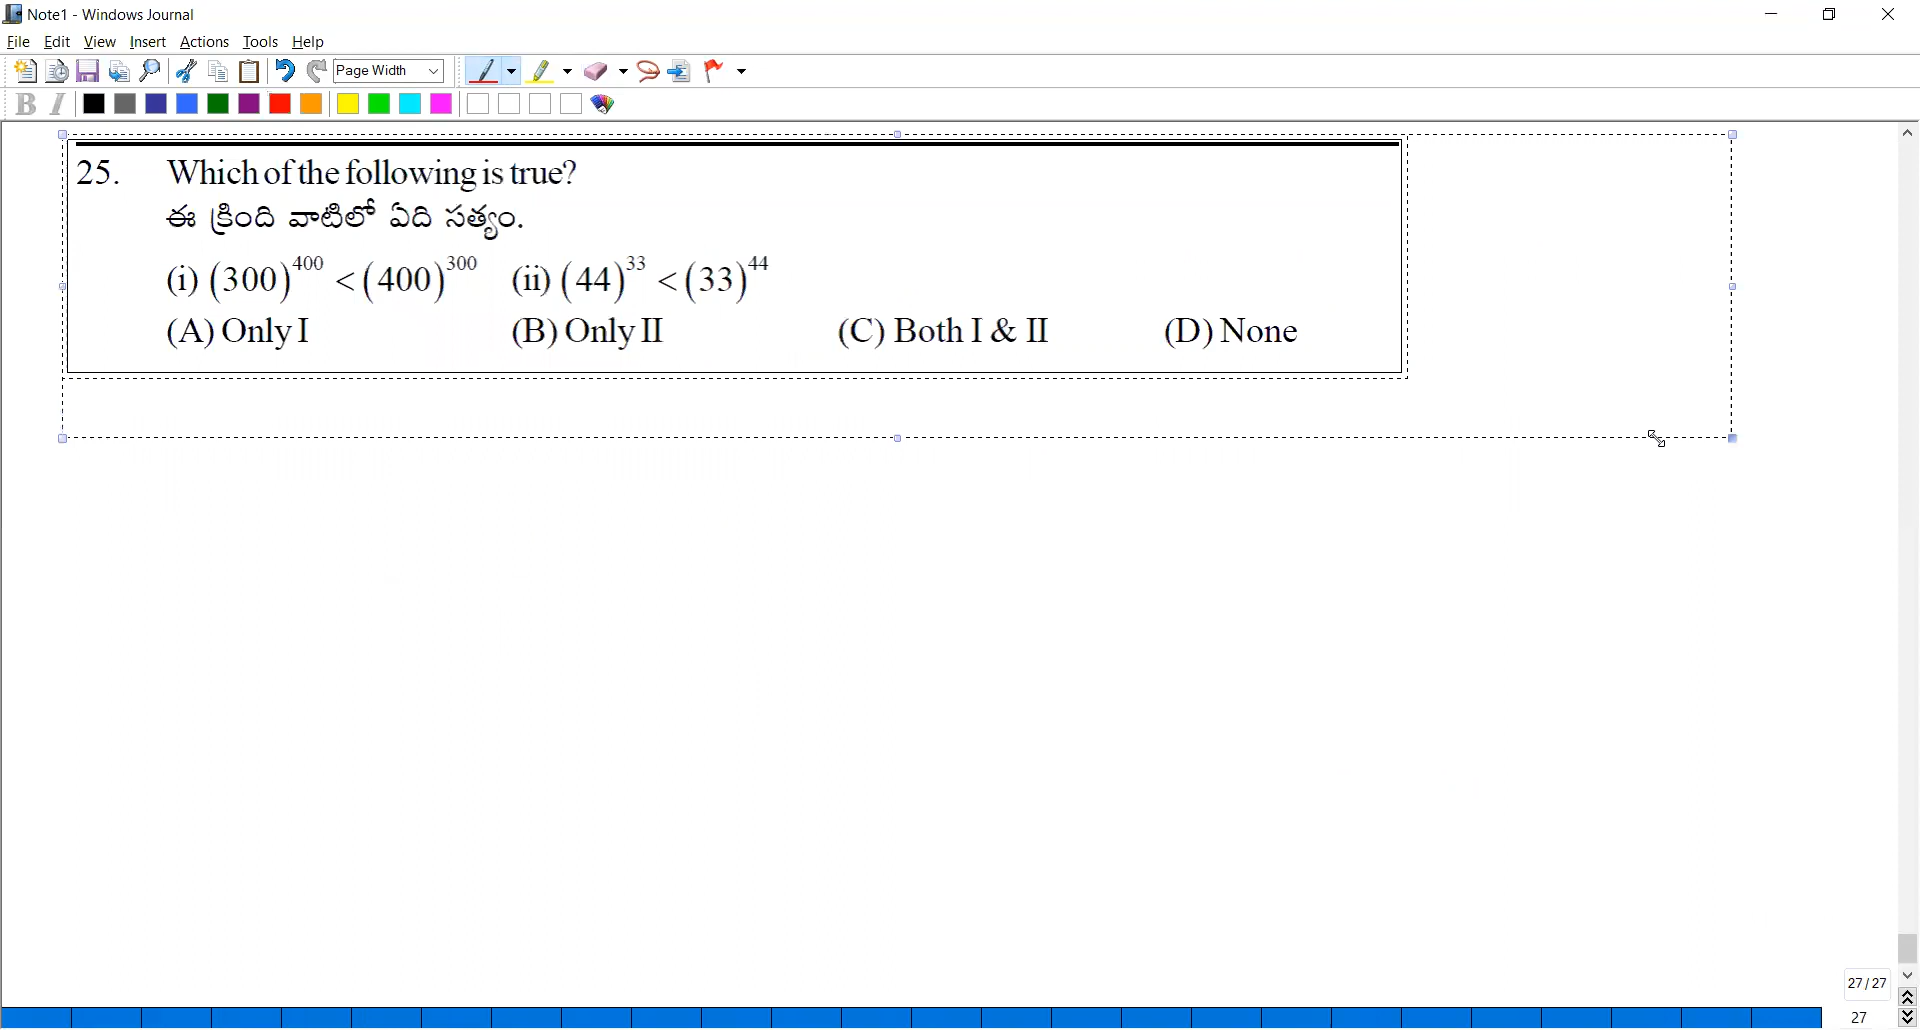 Note1 - Windows Journal
File Edit View Insert Actions Tools Help
Page Width
B I
25. Which of the following is true?
ఈ క్రింది వాటిలో ఏది సత్యం.
(i) (300)^400 < (400)^300 (ii) (44)^33 < (33)^44
(A) Only I (B) Only II (C) Both I & II (D) None
27 / 27
27